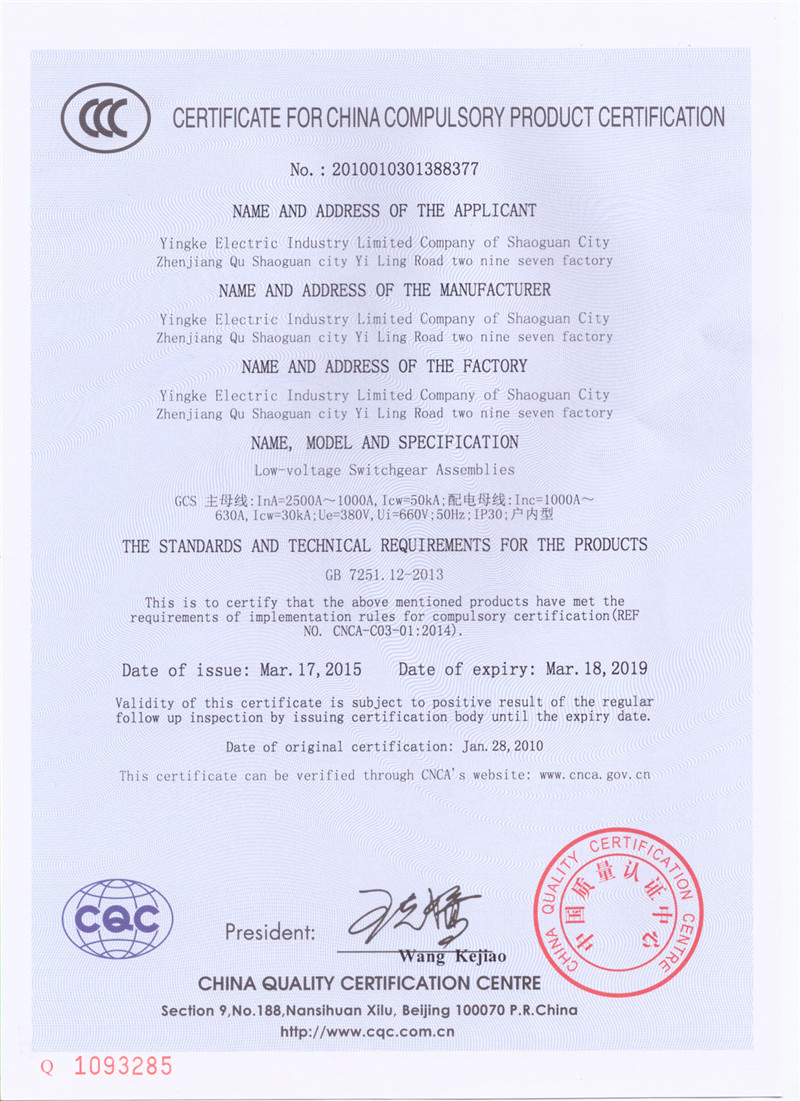 CCC
CERTIFICATE FOR CHINA COMPULSORY PRODUCT CERTIFICATION
No.: 2010010301388377
NAME AND ADDRESS OF THE APPLICANT
Yingke Electric Industry Limited Company of Shaoguan City
Zhenjiang Qu Shaoguan city Yi Ling Road two nine seven factory
NAME AND ADDRESS OF THE MANUFACTURER
Yingke Electric Industry Limited Company of Shaoguan City
Zhenjiang Qu Shaoguan city Yi Ling Road two nine seven factory
NAME AND ADDRESS OF THE FACTORY
Yingke Electric Industry Limited Company of Shaoguan City
Zhenjiang Qu Shaoguan city Yi Ling Road two nine seven factory
NAME, MODEL AND SPECIFICATION
Low-voltage Switchgear Assemblies
GCS 主母线:InA=2500A～1000A,Icw=50kA;配电母线:Inc=1000A～
630A,Icw=30kA;Ue=380V,Ui=660V;50Hz;IP30;户内型
THE STANDARDS AND TECHNICAL REQUIREMENTS FOR THE PRODUCTS
GB 7251.12-2013
This is to certify that the above mentioned products have met the
requirements of implementation rules for compulsory certification(REF
NO. CNCA-C03-01:2014).
Date of issue: Mar.17,2015 Date of expiry: Mar.18,2019
Validity of this certificate is subject to positive result of the regular
follow up inspection by issuing certification body until the expiry date.
Date of original certification: Jan.28,2010
This certificate can be verified through CNCA's website: www.cnca.gov.cn
CHINA QUALITY CERTIFICATION CENTRE
中国质量认证中心
CQC
President: 王克娇
Wang Kejiao
CHINA QUALITY CERTIFICATION CENTRE
Section 9,No.188,Nansihuan Xilu, Beijing 100070 P.R.China
http://www.cqc.com.cn
Q 1093285